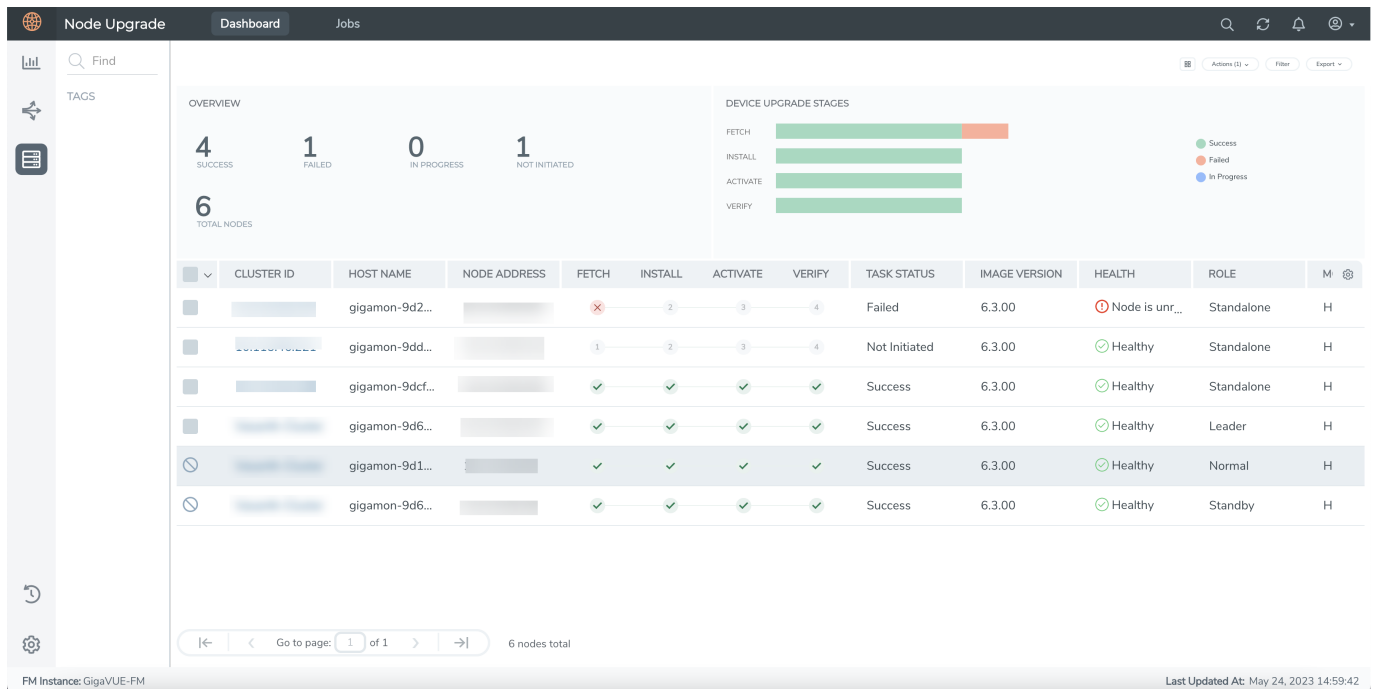 Node Upgrade Dashboard Jobs
Find
TAGS
Actions (1) Filter Export
OVERVIEW
4 1 0 1
SUCCESS FAILED IN PROGRESS NOT INITIATED
6
TOTAL NODES
DEVICE UPGRADE STAGES
FETCH
INSTALL
ACTIVATE
VERIFY
Success
Failed
In Progress
CLUSTER ID HOST NAME NODE ADDRESS FETCH INSTALL ACTIVATE VERIFY TASK STATUS IMAGE VERSION HEALTH ROLE
gigamon-9d2... 2 3 4 Failed 6.3.00 Node is unr... Standalone H
gigamon-9dd... 1 2 3 4 Not Initiated 6.3.00 Healthy Standalone H
gigamon-9dcf... Success 6.3.00 Healthy Standalone H
gigamon-9d6... Success 6.3.00 Healthy Leader H
gigamon-9d1... Success 6.3.00 Healthy Normal H
gigamon-9d6... Success 6.3.00 Healthy Standby H
Go to page: 1 of 1 6 nodes total
FM Instance: GigaVUE-FM Last Updated At: May 24, 2023 14:59:42